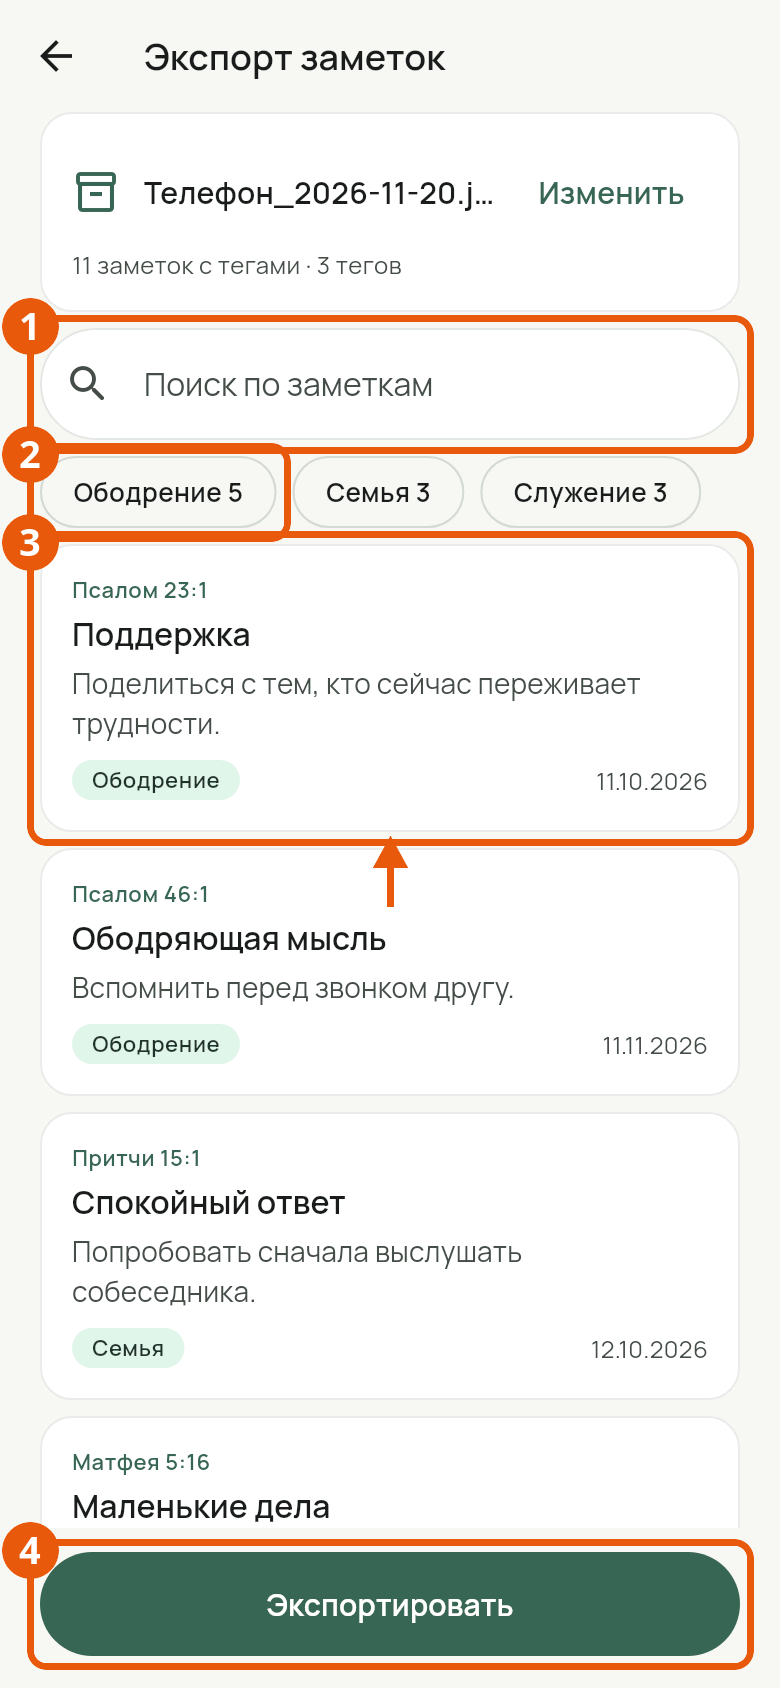 Экспорт заметок
Телефон_2026-11-20.j... Изменить
11 заметок с тегами · 3 тегов
1
Поиск по заметкам
2
Ободрение 5 Семья 3 Служение 3
3
Псалом 23:1
Поддержка
Поделиться с тем, кто сейчас переживает
трудности.
Ободрение 11.10.2026
Псалом 46:1
Ободряющая мысль
Вспомнить перед звонком другу.
Ободрение 11.11.2026
Притчи 15:1
Спокойный ответ
Попробовать сначала выслушать
собеседника.
Семья 12.10.2026
Матфея 5:16
Маленькие дела
4
Экспортировать